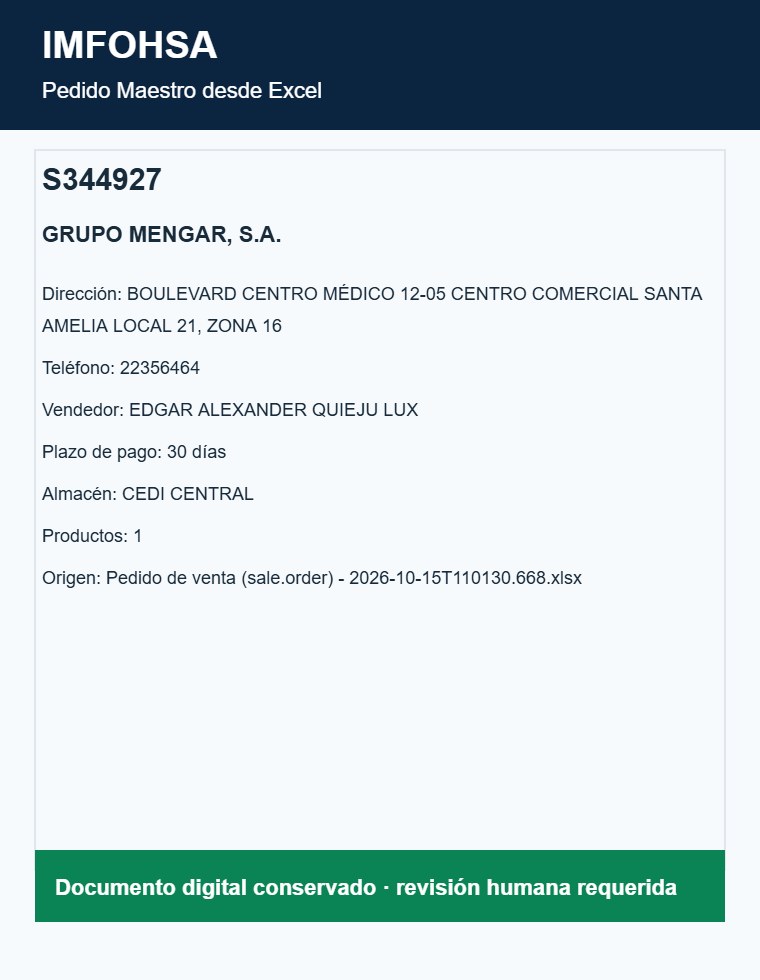 IMFOHSA
Pedido Maestro desde Excel
S344927
GRUPO MENGAR, S.A.
Dirección: BOULEVARD CENTRO MÉDICO 12-05 CENTRO COMERCIAL SANTA
AMELIA LOCAL 21, ZONA 16
Teléfono: 22356464
Vendedor: EDGAR ALEXANDER QUIEJU LUX
Plazo de pago: 30 días
Almacén: CEDI CENTRAL
Productos: 1
Origen: Pedido de venta (sale.order) - 2026-10-15T110130.668.xlsx
Documento digital conservado · revisión humana requerida